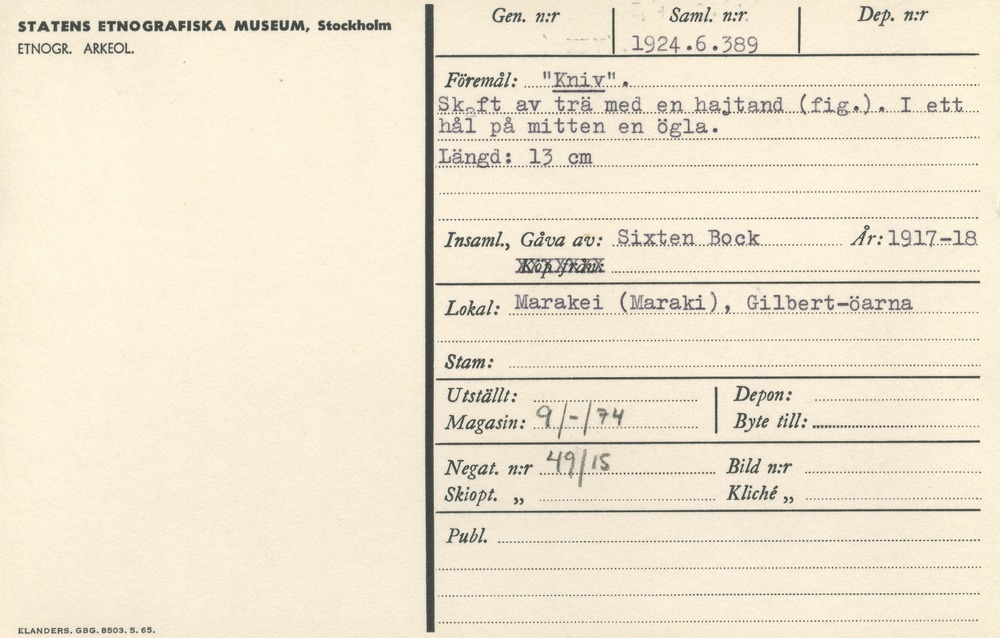 STATENS ETNOGRAFISKA MUSEUM, Stockholm
ETNOGR. ARKEOL.
Gen. n:r
Saml. n:r
Dep. n:r
1924.6.389
Föremål: "Kniv".
Skaft av trä med en hajtand (fig.). I ett
hål på mitten en ögla.
Längd: 13 cm
Insaml., Gåva av: Sixten Bock År: 1917-18
Köp från:
Lokal: Marakei (Maraki), Gilbert-öarna
Stam:
Utställt:
Depon:
Magasin: 9/-/74
Byte till:
Negat. n:r 49/15
Bild n:r
Skiopt. „
Kliché „
Publ.
ELANDERS. GBG. 8503. 5. 65.